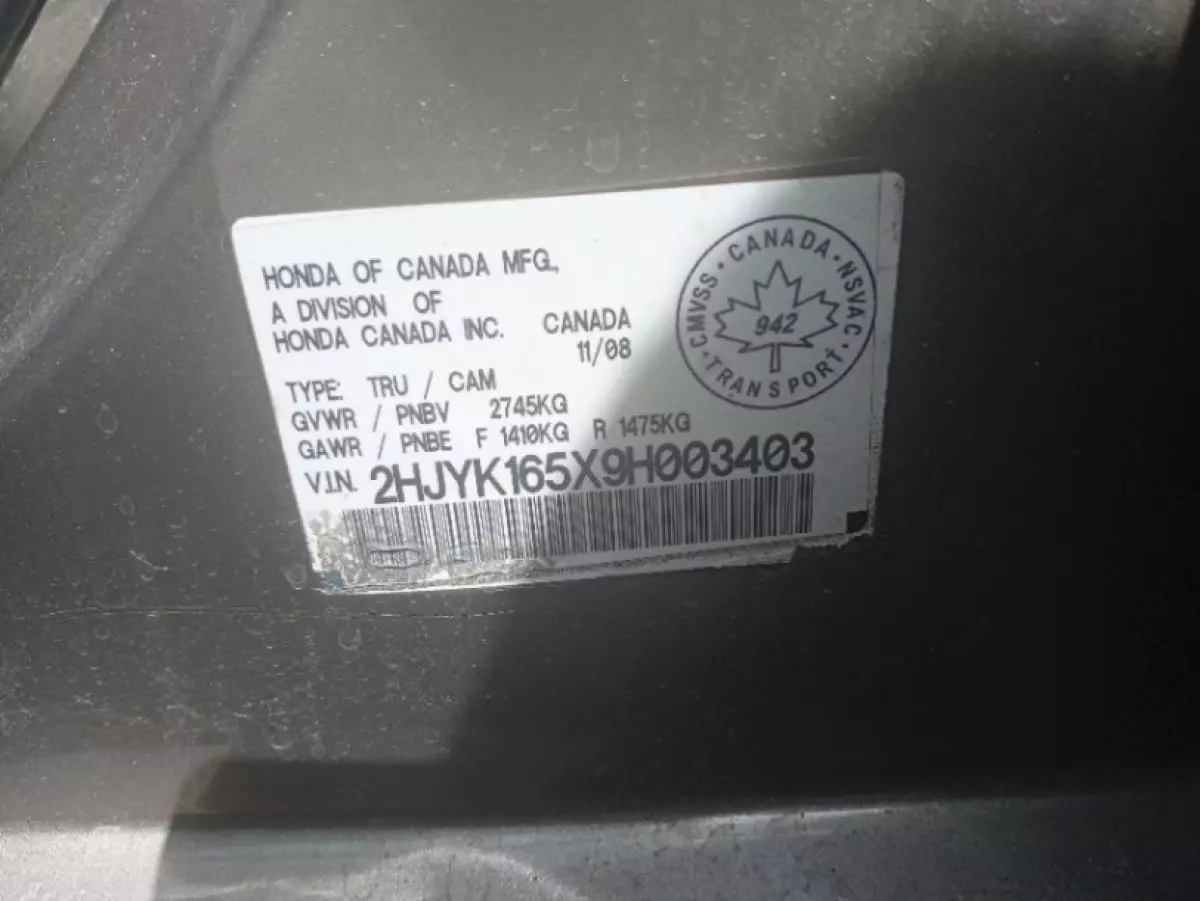 HONDA OF CANADA MFG.,
A DIVISION OF
HONDA CANADA INC. CANADA
11/08
TYPE: TRU / CAM
GVWR / PNBV 2745KG
GAWR / PNBE F 1410KG R 1475KG
V.I.N. 2HJYK165X9H003403
CANADA · NSVAC · TRANSPORT · CMVSS ·
942